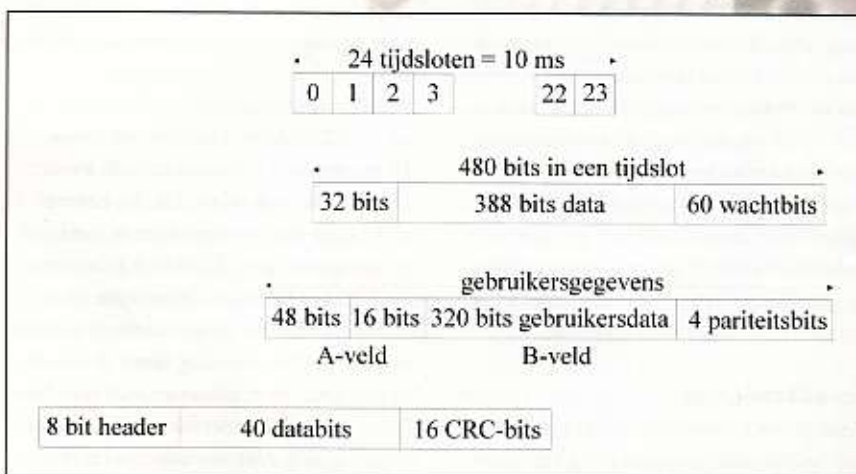 24 tijdsloten = 10 ms
0 1 2 3 22 23
480 bits in een tijdslot
32 bits 388 bits data 60 wachtbits
gebruikersgegevens
48 bits 16 bits 320 bits gebruikersdata 4 pariteitsbits
A-veld B-veld
8 bit header 40 databits 16 CRC-bits